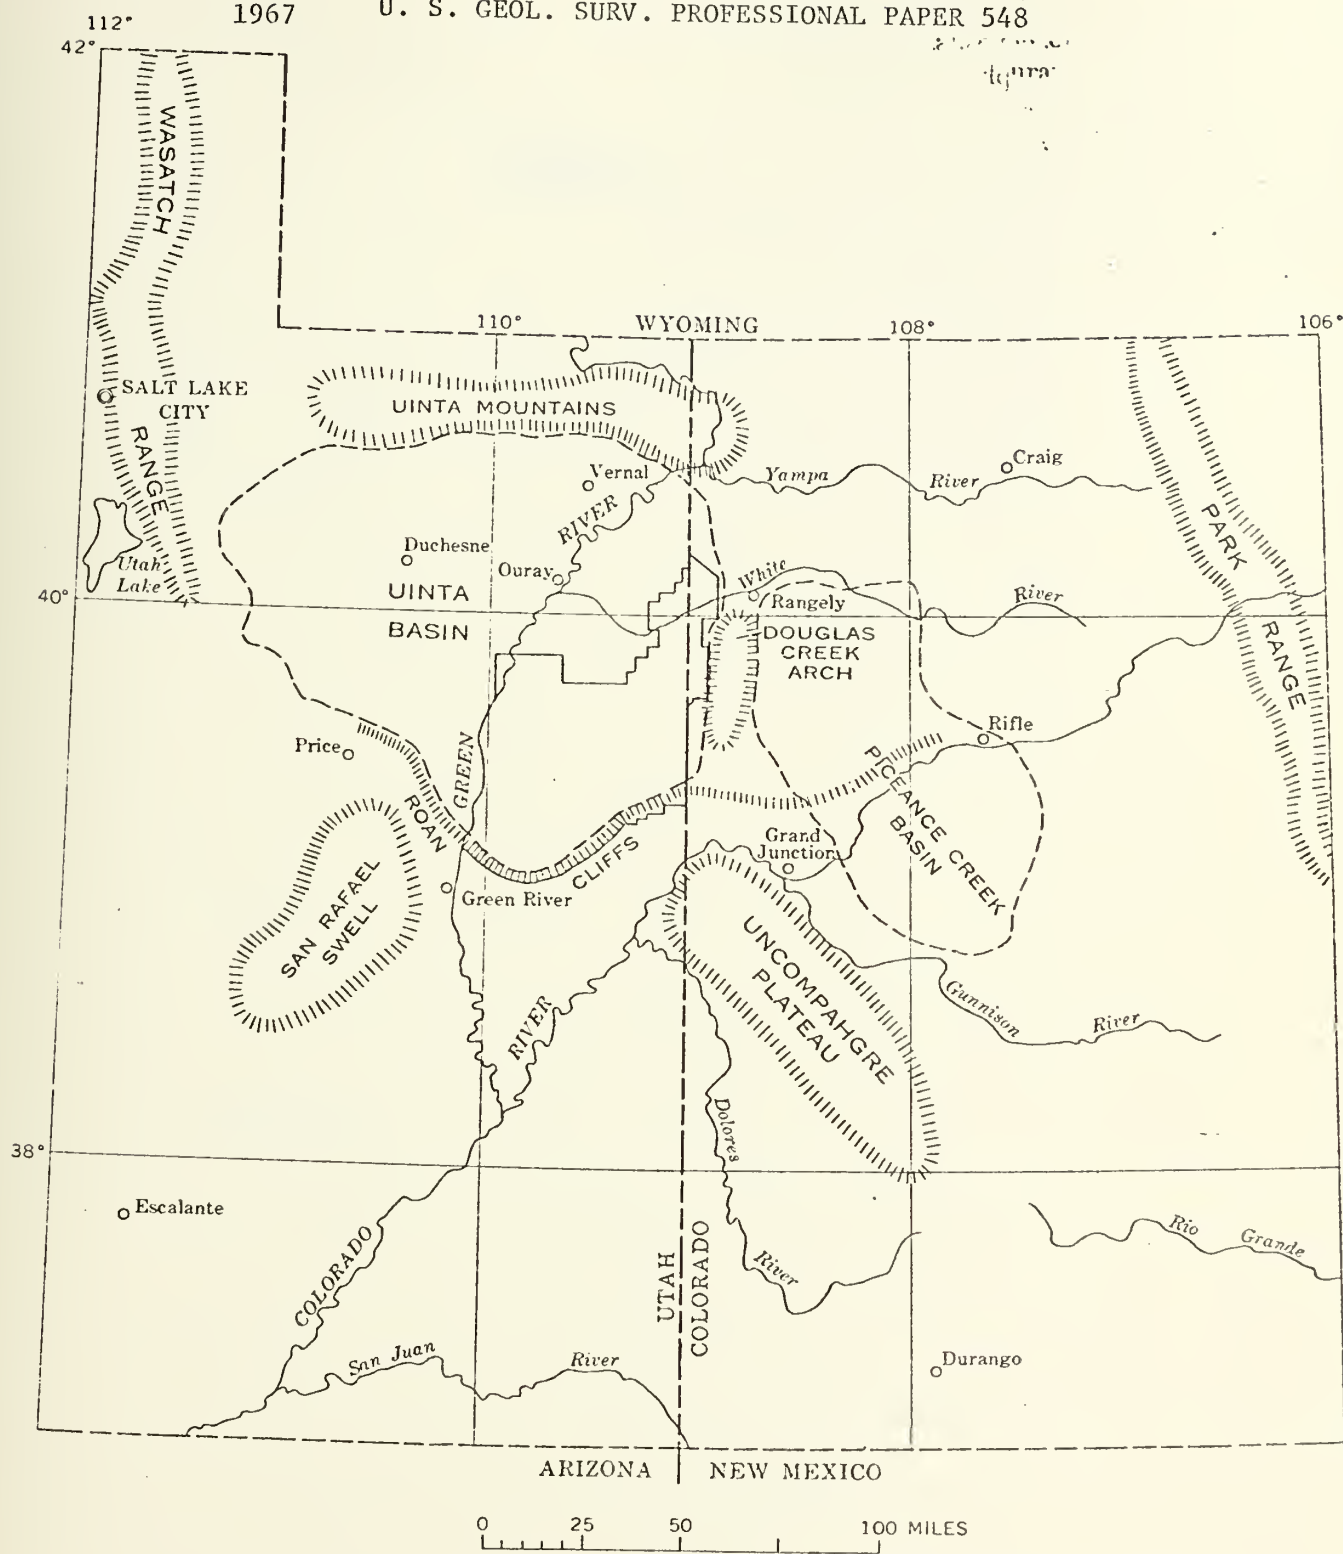 1967 U. S. GEOL. SURV. PROFESSIONAL PAPER 548
112°
42°
WASATCH
RANGE
110°
WYOMING
108°
106°
SALT LAKE
CITY
UINTA MOUNTAINS
Vernal
Yampa River
Craig
GREEN RIVER
PARK
RANGE
Duchesne
Ouray
Utah
Lake
White River
40°
UINTA
BASIN
Rangely
DOUGLAS
CREEK
ARCH
Rifle
Price
PICEANCE CREEK
BASIN
ROAN CLIFFS
Grand
Junction
Green River
SAN RAFAEL
SWELL
UNCOMPAHGRE
PLATEAU
Gunnison River
38°
Dolores River
Escalante
COLORADO RIVER
Rio Grande
UTAH
COLORADO
San Juan River
Durango
ARIZONA
NEW MEXICO
0 25 50 100 MILES